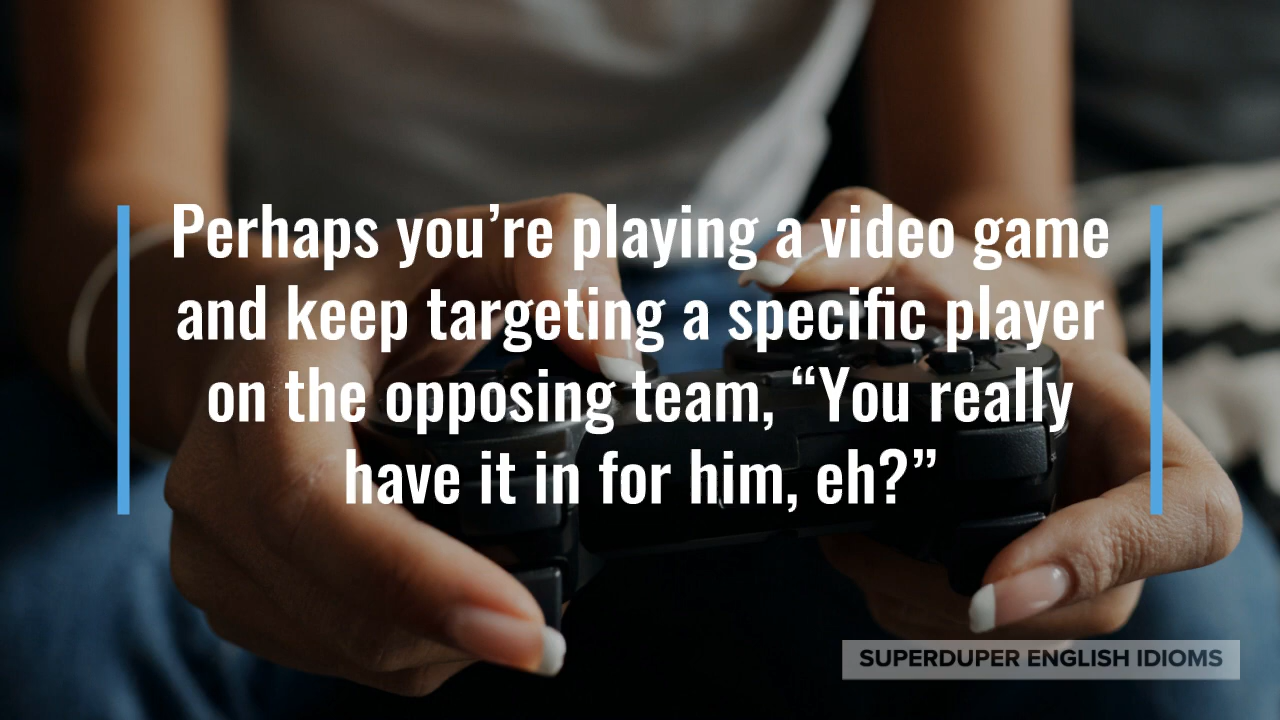 Perhaps you’re playing a video game
and keep targeting a specific player
on the opposing team, “You really
have it in for him, eh?”
SUPERDUPER ENGLISH IDIOMS